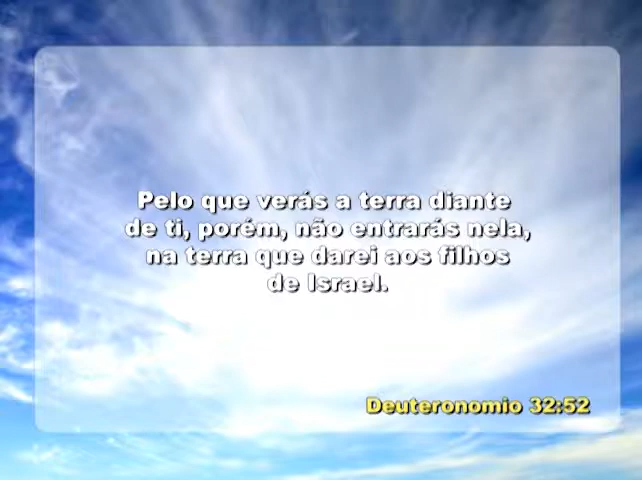 Pelo que verás a terra diante
de ti, porém, não entrarás nela,
na terra que darei aos filhos
de Israel.
Deuteronomio 32:52